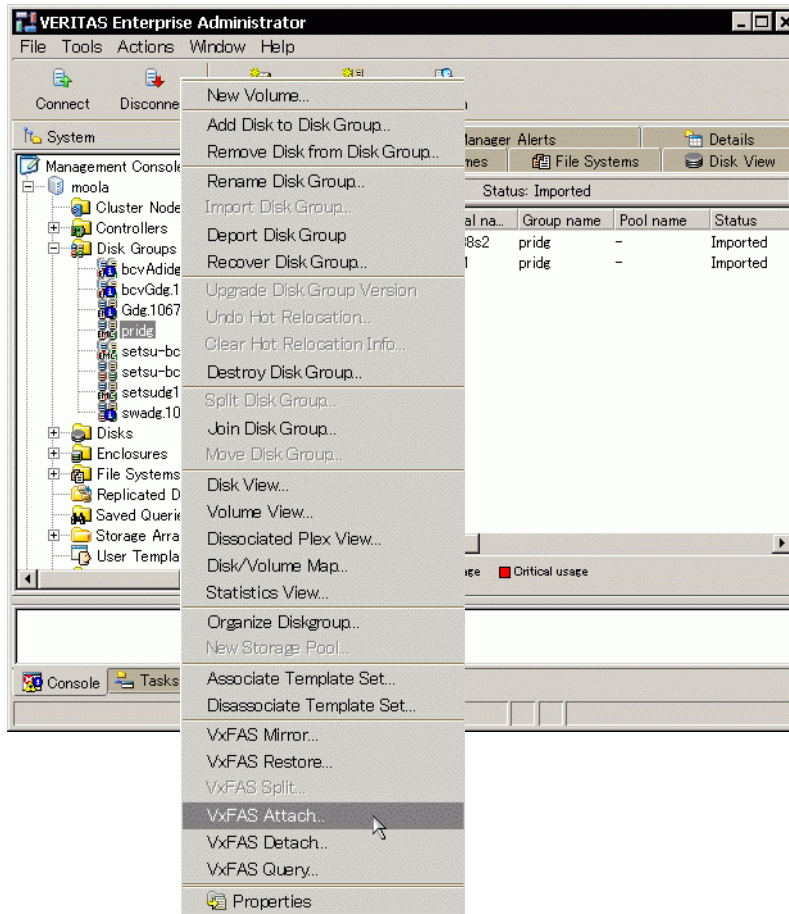 VERITAS Enterprise Administrator
File Tools Actions Window Help
Connect Disconne
System
Management Console
moola
Cluster Node
Controllers
Disk Groups
bcvAdidg
bcvGdg.1
Gdg.1067
pridg
setsu-bc
setsu-bc
setsudg1
swadg.10
Disks
Enclosures
File Systems
Replicated D
Saved Querie
Storage Arra
User Templa
New Volume...
Add Disk to Disk Group...
Remove Disk from Disk Group...
Rename Disk Group...
Import Disk Group...
Deport Disk Group
Recover Disk Group...
Upgrade Disk Group Version
Undo Hot Relocation...
Clear Hot Relocation Info...
Destroy Disk Group...
Split Disk Group...
Join Disk Group...
Move Disk Group...
Disk View...
Volume View...
Dissociated Plex View...
Disk/Volume Map...
Statistics View...
Organize Diskgroup...
New Storage Pool...
Associate Template Set...
Disassociate Template Set...
VxFAS Mirror...
VxFAS Restore...
VxFAS Split...
VxFAS Attach...
VxFAS Detach...
VxFAS Query...
Properties
Manager Alerts Details
mes File Systems Disk View
Status: Imported
al na... Group name Pool name Status
8s2 pridg - Imported
pridg - Imported
age Critical usage
Console Tasks